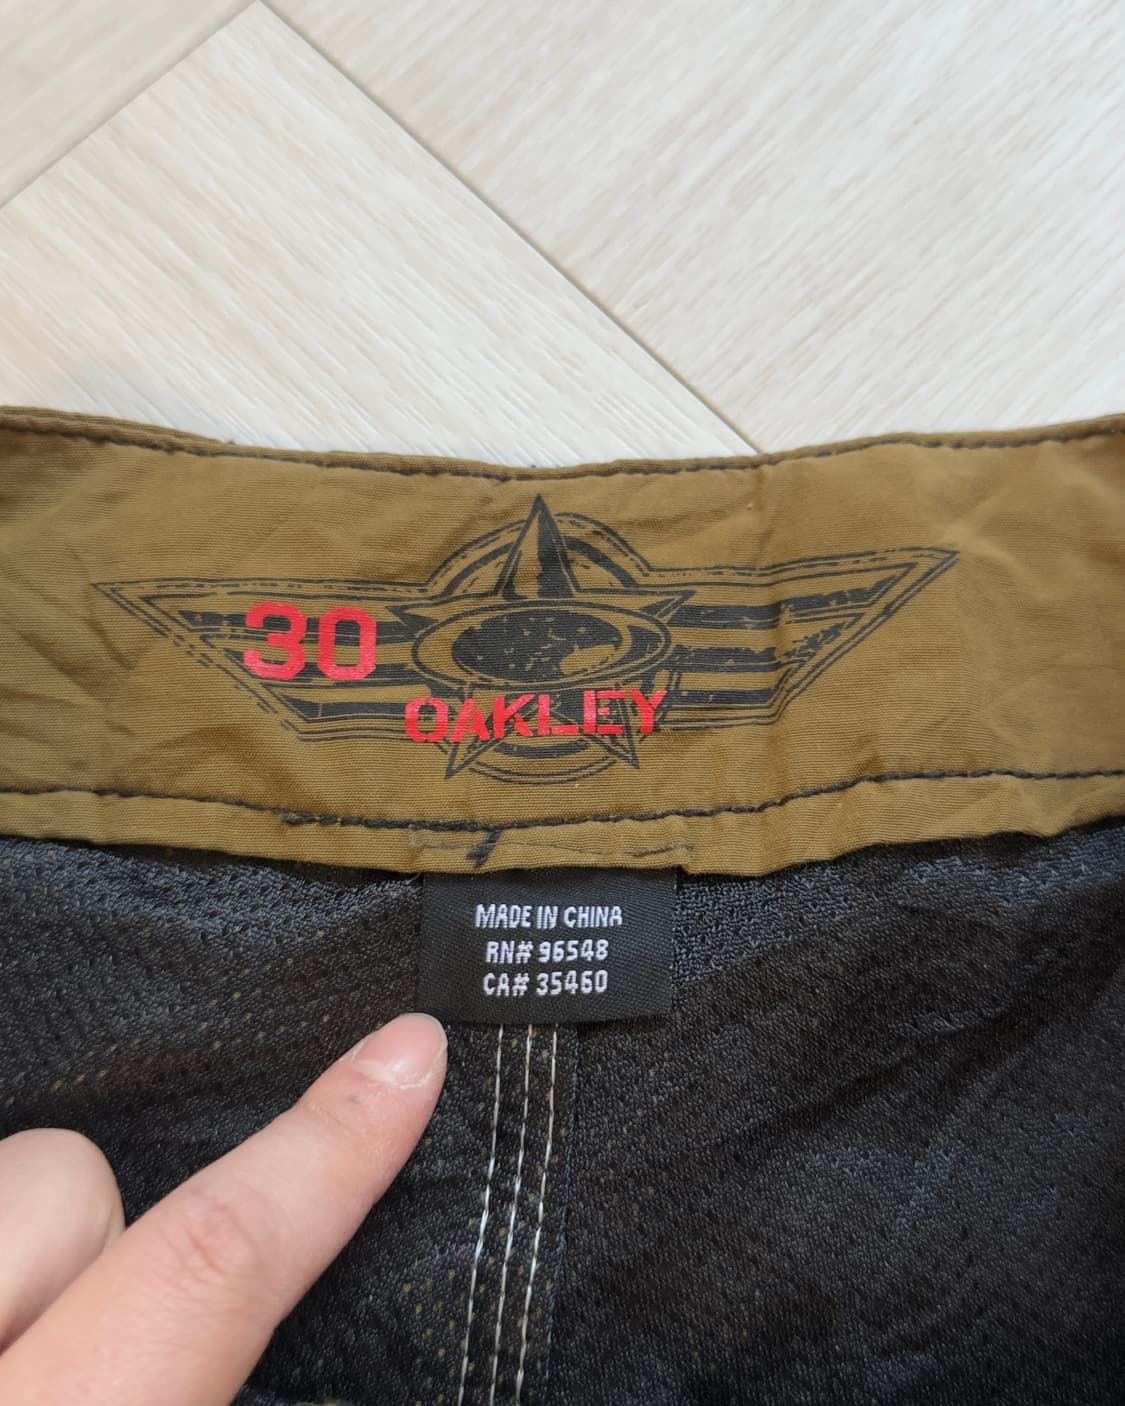 30
OAKLEY
MADE IN CHINA
RN# 96548
CA# 35460